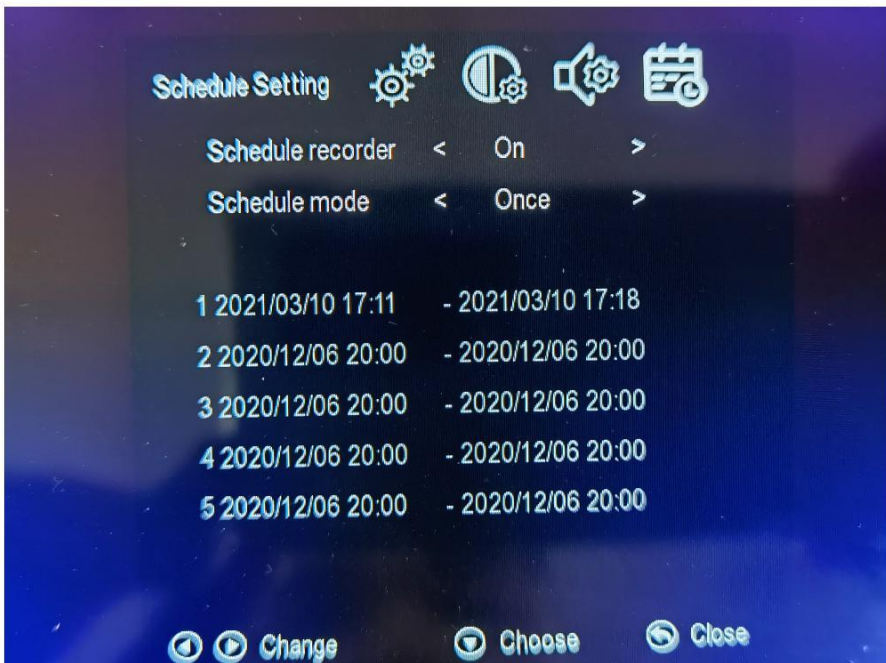 Schedule Setting
Schedule recorder < On >
Schedule mode < Once >
1 2021/03/10 17:11 - 2021/03/10 17:18
2 2020/12/06 20:00 - 2020/12/06 20:00
3 2020/12/06 20:00 - 2020/12/06 20:00
4 2020/12/06 20:00 - 2020/12/06 20:00
5 2020/12/06 20:00 - 2020/12/06 20:00
Change Choose Close